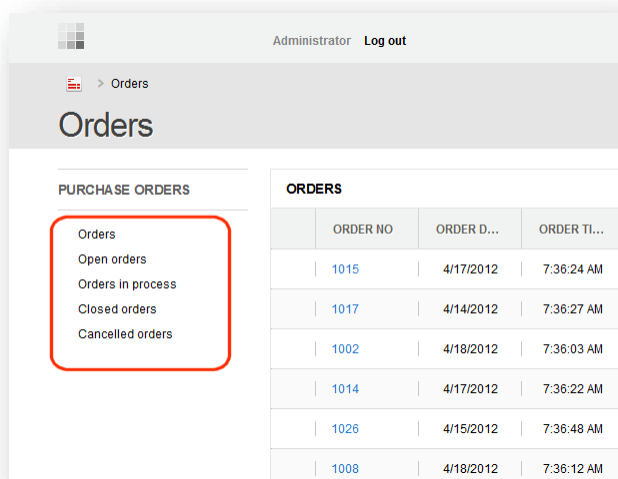 Administrator Log out
> Orders
Orders
PURCHASE ORDERS
Orders
Open orders
Orders in process
Closed orders
Cancelled orders
ORDERS
ORDER NO ORDER D... ORDER TI...
1015 4/17/2012 7:36:24 AM
1017 4/14/2012 7:36:27 AM
1002 4/18/2012 7:36:03 AM
1014 4/17/2012 7:36:22 AM
1026 4/15/2012 7:36:48 AM
1008 4/18/2012 7:36:12 AM